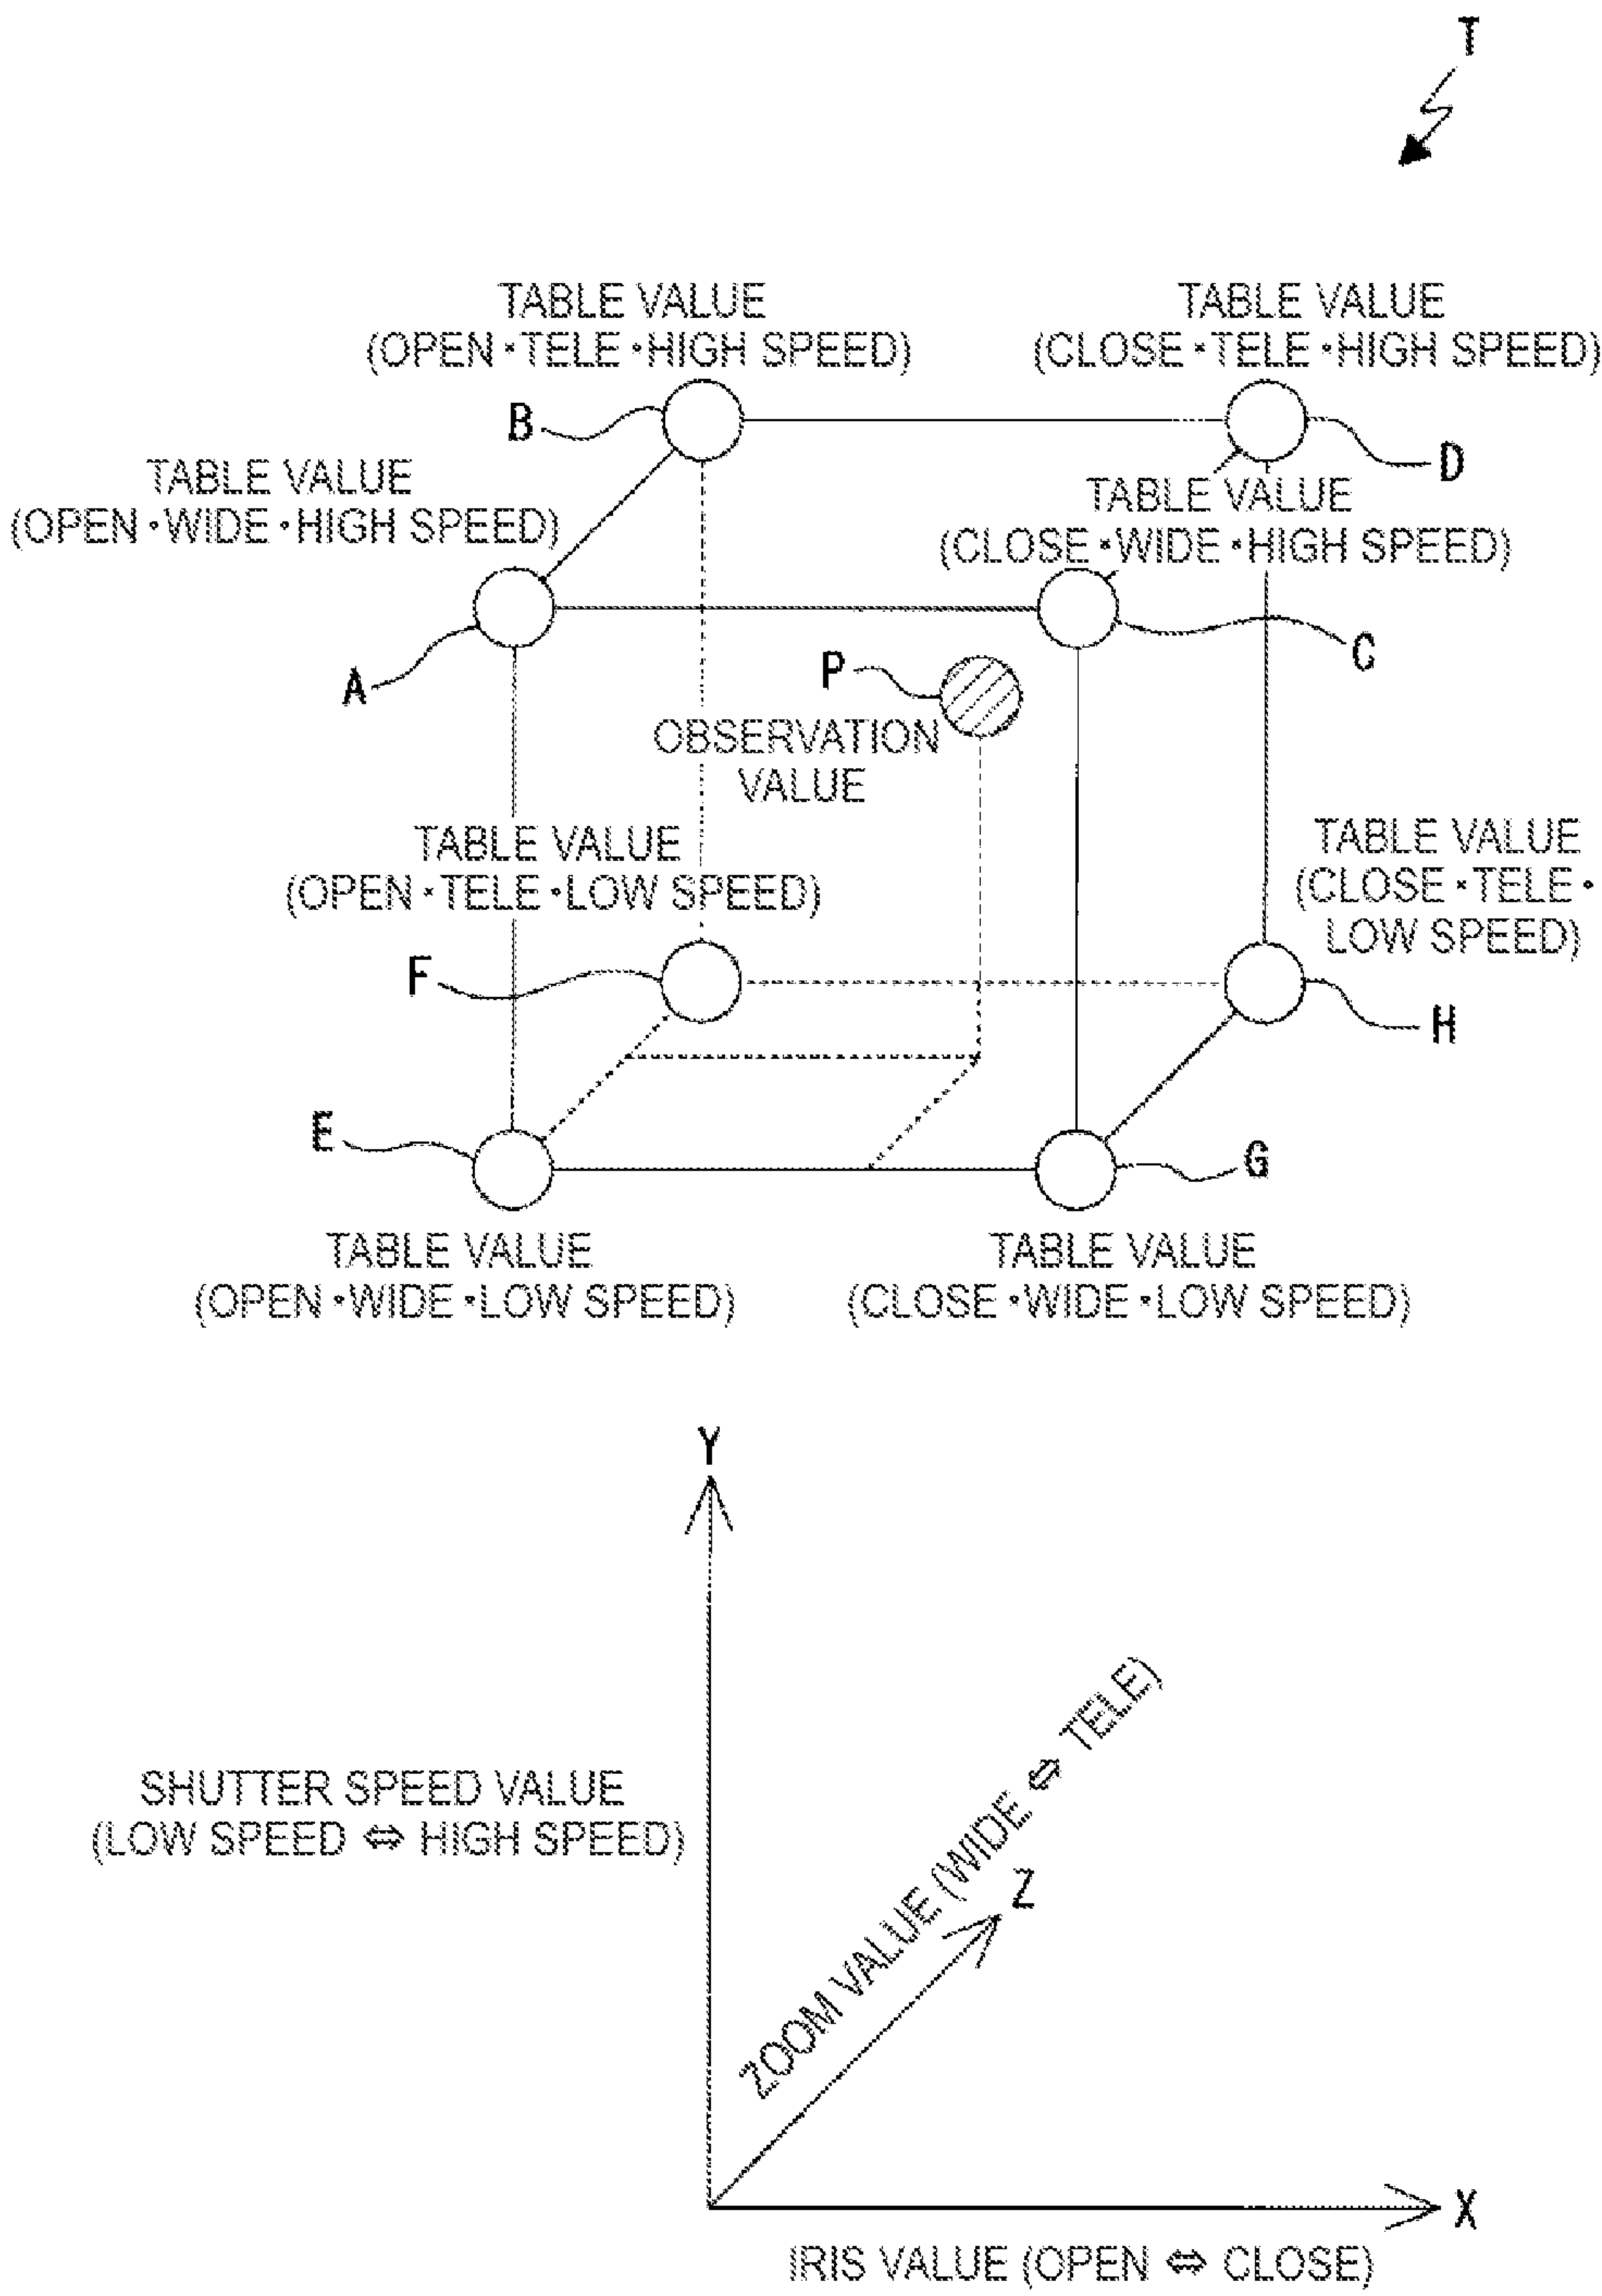 T
TABLE VALUE
(OPEN・TELE・HIGH SPEED)
TABLE VALUE
(CLOSE・TELE・HIGH SPEED)
B
D
TABLE VALUE
(OPEN・WIDE・HIGH SPEED)
TABLE VALUE
(CLOSE・WIDE・HIGH SPEED)
A
C
P
OBSERVATION
VALUE
TABLE VALUE
(OPEN・TELE・LOW SPEED)
TABLE VALUE
(CLOSE・TELE・
LOW SPEED)
F
H
E
G
TABLE VALUE
(OPEN・WIDE・LOW SPEED)
TABLE VALUE
(CLOSE・WIDE・LOW SPEED)
Y
SHUTTER SPEED VALUE
(LOW SPEED ⇔ HIGH SPEED)
ZOOM VALUE (WIDE ⇔ TELE)
Z
X
IRIS VALUE (OPEN ⇔ CLOSE)